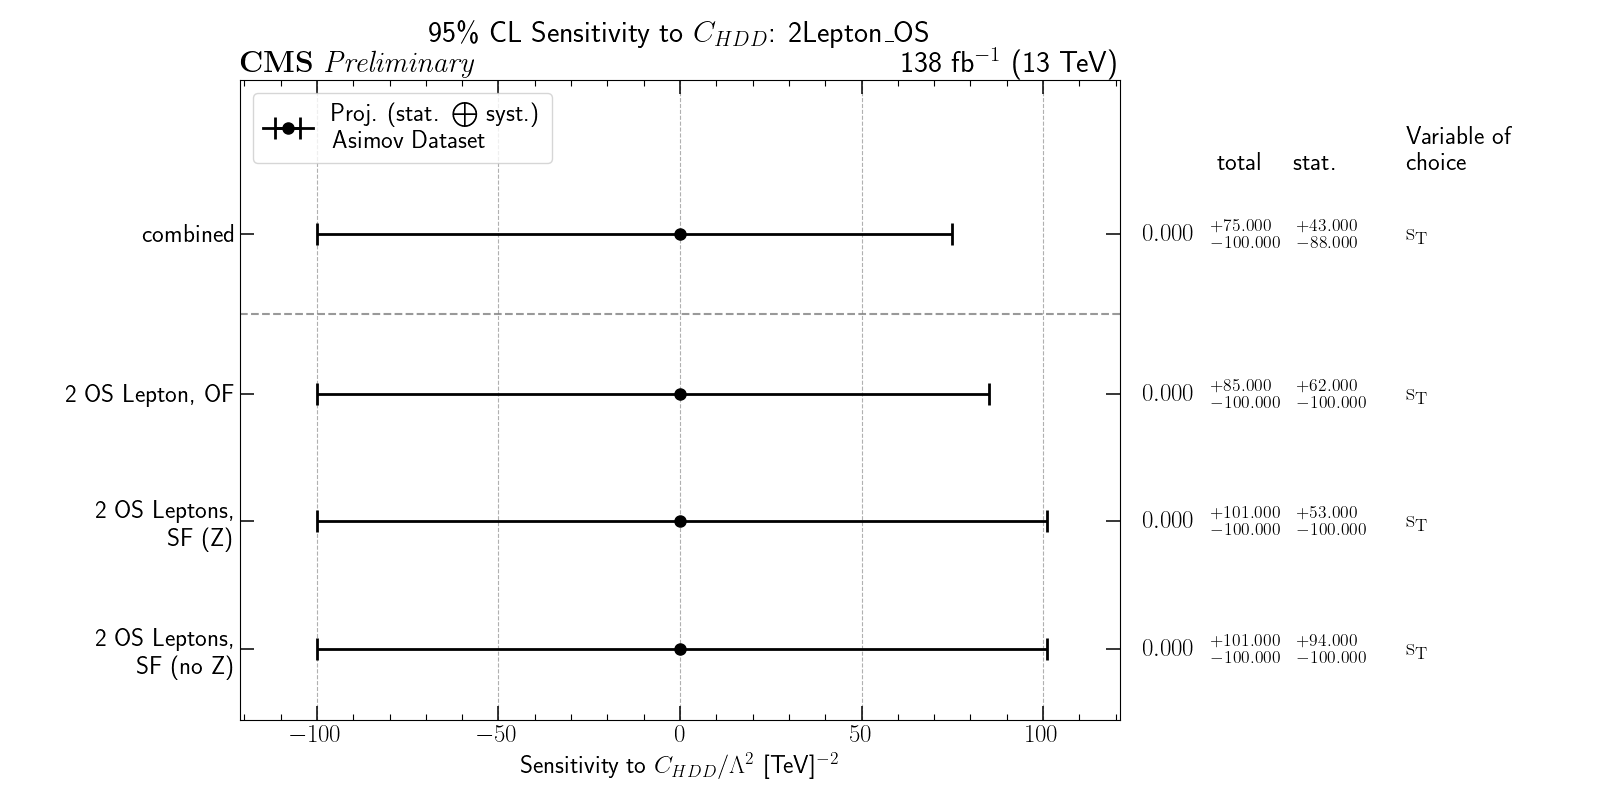 95% CL Sensitivity to C_{HDD}: 2Lepton_OS
CMS Preliminary 138 fb^{-1} (13 TeV)
Proj. (stat. ⨁ syst.)
Asimov Dataset
Variable of
total stat. choice
combined 0.000 +75.000 -100.000 +43.000 -88.000 s_T
2 OS Lepton, OF 0.000 +85.000 -100.000 +62.000 -100.000 s_T
2 OS Leptons,
SF (Z) 0.000 +101.000 -100.000 +53.000 -100.000 s_T
2 OS Leptons,
SF (no Z) 0.000 +101.000 -100.000 +94.000 -100.000 s_T
−100 −50 0 50 100
Sensitivity to C_{HDD}/Λ^2 [TeV]^{-2}